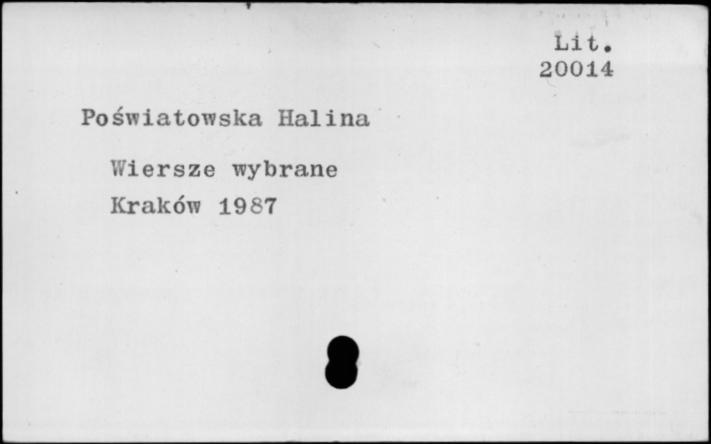 Lit.
20014
Poświatowska Halina
Wiersze wybrane
Kraków 1987